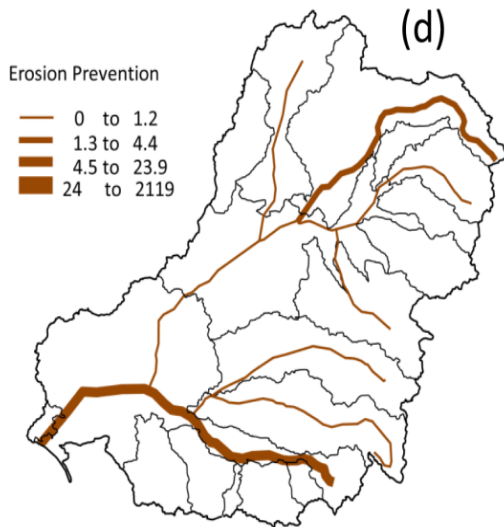 (d)
Erosion Prevention
0 to 1.2
1.3 to 4.4
4.5 to 23.9
24 to 2119